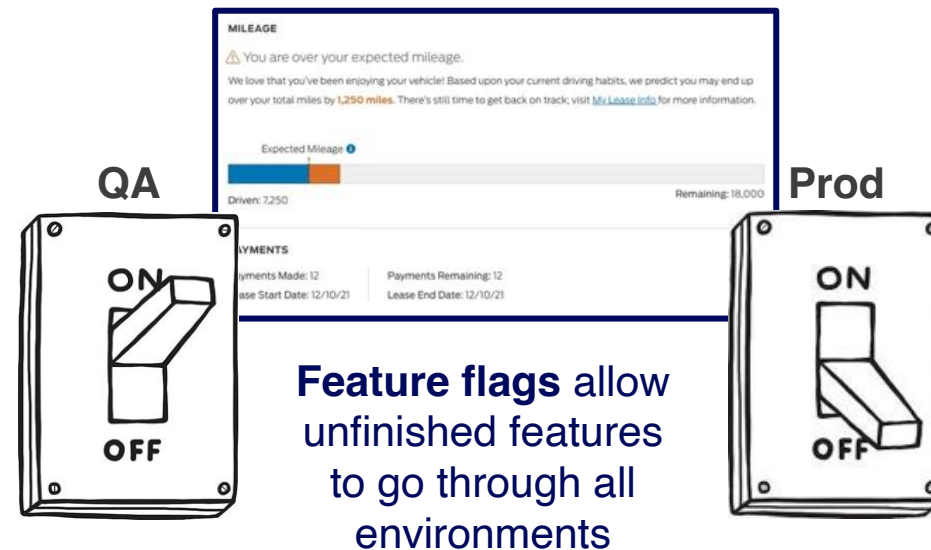 MILEAGE
You are over your expected mileage.
We love that you've been enjoying your vehicle! Based upon your current driving habits, we predict you may end up
over your total miles by 1,250 miles. There's still time to get back on track; visit My Lease Info for more information.
Expected Mileage
Driven: 7,250
Remaining: 18,000
QA
Prod
AYMENTS
yments Made: 12
Payments Remaining: 12
ase Start Date: 12/10/21
Lease End Date: 12/10/21
ON
OFF
ON
OFF
Feature flags allow
unfinished features
to go through all
environments